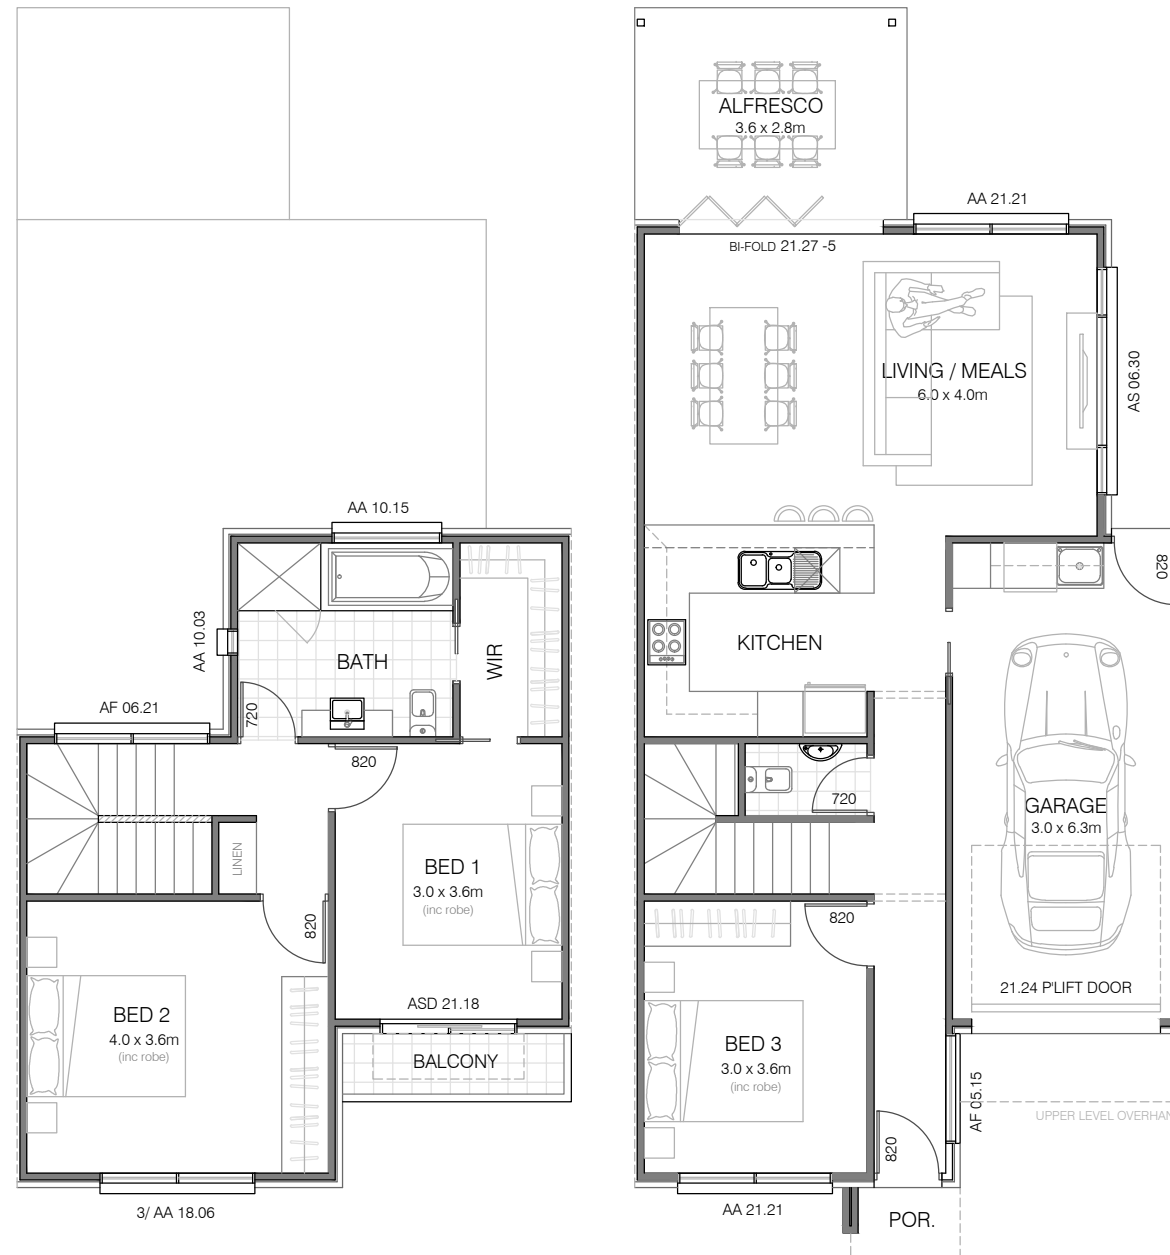 AA 10.15
AA 10.03
BATH
WIR
AF 06.21
720
820
LINEN
BED 1
3.0 x 3.6m
(inc robe)
820
ASD 21.18
BED 2
4.0 x 3.6m
(inc robe)
BALCONY
3/ AA 18.06
ALFRESCO
3.6 x 2.8m
AA 21.21
BI-FOLD 21.27 -5
LIVING / MEALS
6.0 x 4.0m
AS 06.30
820
KITCHEN
720
GARAGE
3.0 x 6.3m
820
21.24 P'LIFT DOOR
BED 3
3.0 x 3.6m
(inc robe)
AF 05.15
UPPER LEVEL OVERHAN
820
AA 21.21
POR.